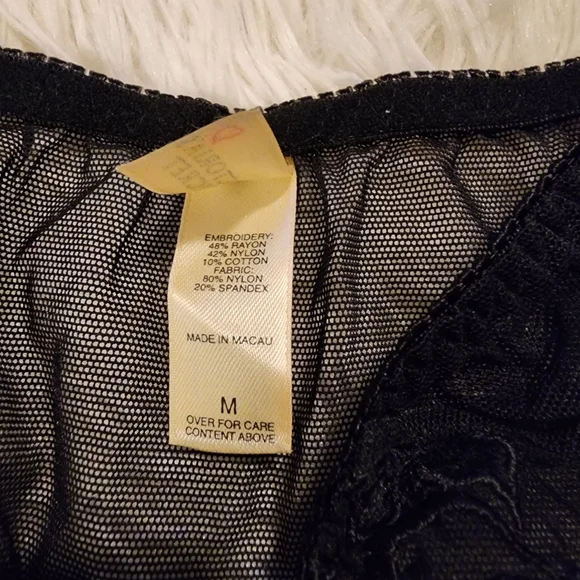 EMBROIDERY:
48% RAYON
42% NYLON
10% COTTON
FABRIC:
80% NYLON
20% SPANDEX
MADE IN MACAU
M
OVER FOR CARE
CONTENT ABOVE